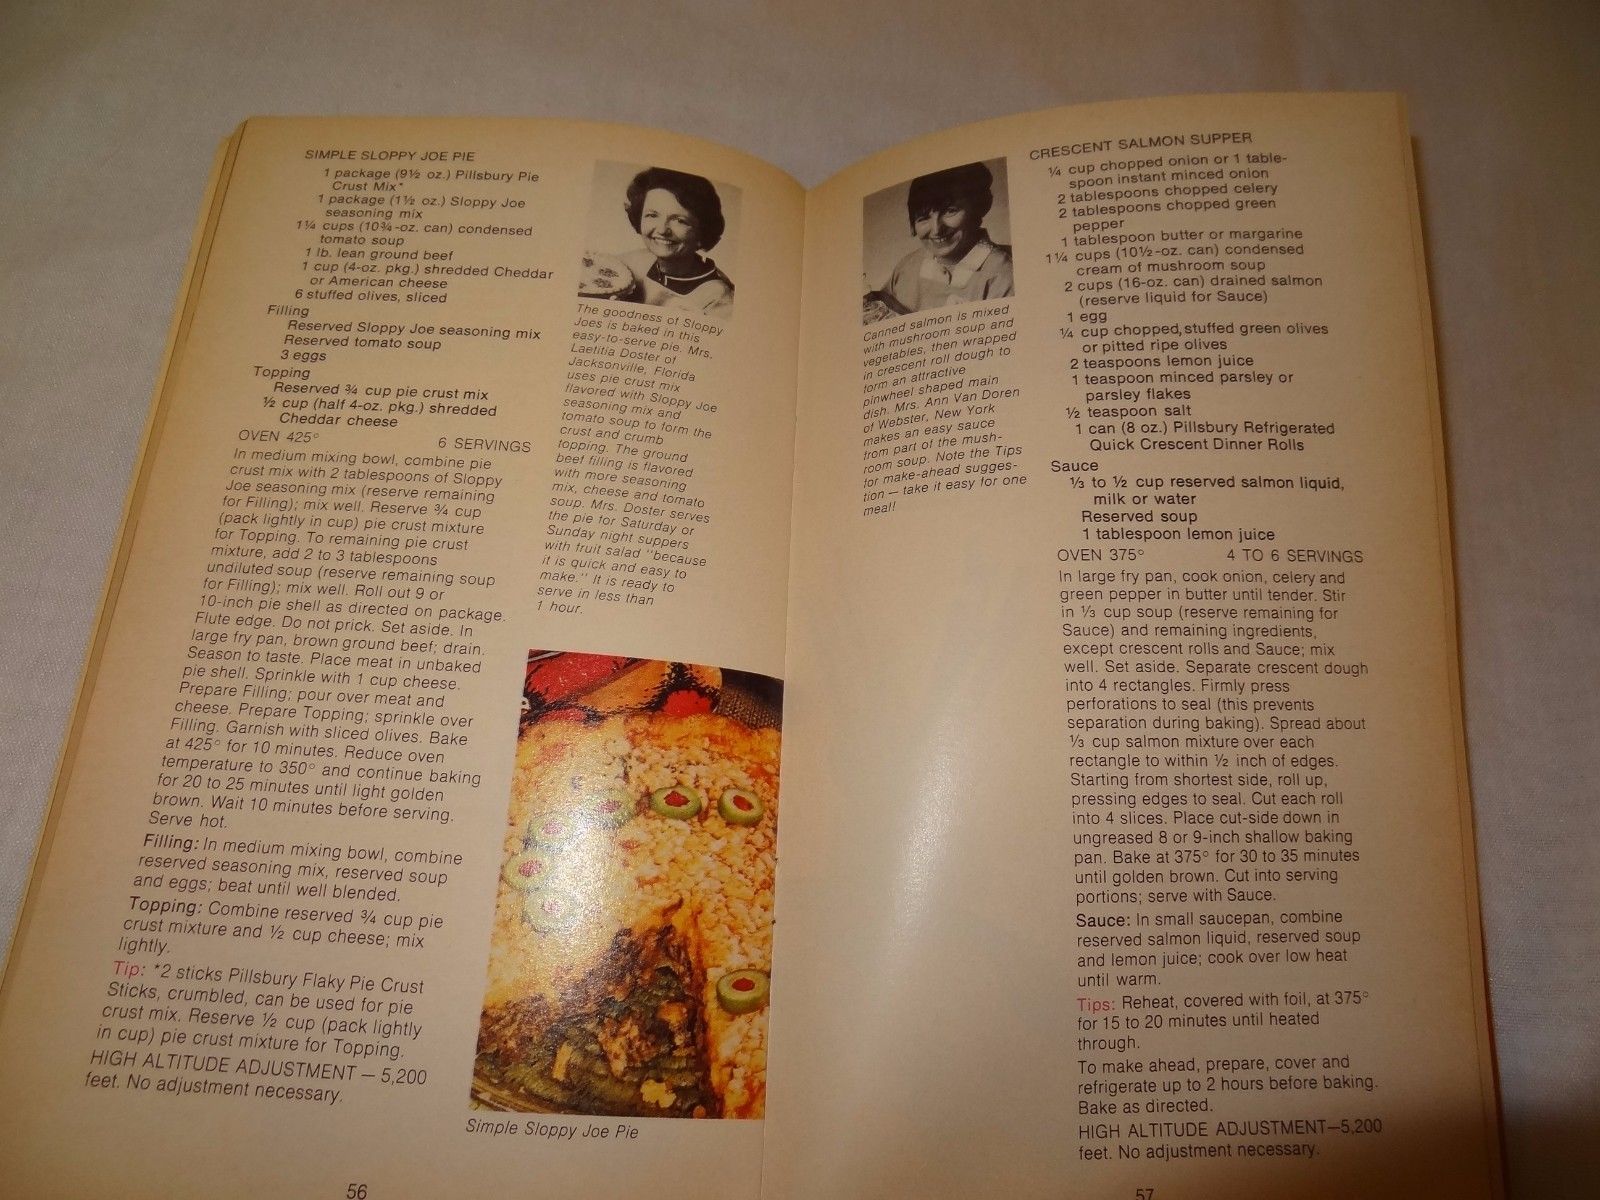 SIMPLE SLOPPY JOE PIE
1 package (9½ oz.) Pillsbury Pie
Crust Mix*
1 package (1½ oz.) Sloppy Joe
seasoning mix
1¼ cups (10¾-oz. can) condensed
tomato soup
1 lb. lean ground beef
1 cup (4-oz. pkg.) shredded Cheddar
or American cheese
6 stuffed olives, sliced
Filling
Reserved Sloppy Joe seasoning mix
Reserved tomato soup
3 eggs
Topping
Reserved ¾ cup pie crust mix
½ cup (half 4-oz. pkg.) shredded
Cheddar cheese
OVEN 425° 6 SERVINGS
In medium mixing bowl, combine pie
crust mix with 2 tablespoons of Sloppy
Joe seasoning mix (reserve remaining
for Filling); mix well. Reserve ¾ cup
(pack lightly in cup) pie crust mixture
for Topping. To remaining pie crust
mixture, add 2 to 3 tablespoons
undiluted soup (reserve remaining soup
for Filling); mix well. Roll out 9 or
10-inch pie shell as directed on package.
Flute edge. Do not prick. Set aside. In
large fry pan, brown ground beef; drain.
Season to taste. Place meat in unbaked
pie shell. Sprinkle with 1 cup cheese.
Prepare Filling; pour over meat and
cheese. Prepare Topping; sprinkle over
Filling. Garnish with sliced olives. Bake
at 425° for 10 minutes. Reduce oven
temperature to 350° and continue baking
for 20 to 25 minutes until light golden
brown. Wait 10 minutes before serving.
Serve hot.
Filling: In medium mixing bowl, combine
reserved seasoning mix, reserved soup
and eggs; beat until well blended.
Topping: Combine reserved ¾ cup pie
crust mixture and ½ cup cheese; mix
lightly.
Tip: *2 sticks Pillsbury Flaky Pie Crust
Sticks, crumbled, can be used for pie
crust mix. Reserve ½ cup (pack lightly
in cup) pie crust mixture for Topping.
HIGH ALTITUDE ADJUSTMENT — 5,200
feet. No adjustment necessary.
56
The goodness of Sloppy
Joes is baked in this
easy-to-serve pie. Mrs.
Laetitia Doster of
Jacksonville, Florida
uses pie crust mix
flavored with Sloppy Joe
seasoning mix and
tomato soup to form the
crust and crumb
topping. The ground
beef filling is flavored
with more seasoning
mix, cheese and tomato
soup. Mrs. Doster serves
the pie for Saturday or
Sunday night suppers
with fruit salad "because
it is quick and easy to
make." It is ready to
serve in less than
1 hour.
Simple Sloppy Joe Pie
Canned salmon is mixed
with mushroom soup and
vegetables, then wrapped
in crescent roll dough to
form an attractive
pinwheel shaped main
dish. Mrs. Ann Van Doren
of Webster, New York
makes an easy sauce
from part of the mush-
room soup. Note the Tips
for make-ahead sugges-
tion — take it easy for one
meal!
CRESCENT SALMON SUPPER
¼ cup chopped onion or 1 table-
spoon instant minced onion
2 tablespoons chopped celery
2 tablespoons chopped green
pepper
1 tablespoon butter or margarine
1¼ cups (10½-oz. can) condensed
cream of mushroom soup
2 cups (16-oz. can) drained salmon
(reserve liquid for Sauce)
1 egg
¼ cup chopped, stuffed green olives
or pitted ripe olives
2 teaspoons lemon juice
1 teaspoon minced parsley or
parsley flakes
½ teaspoon salt
1 can (8 oz.) Pillsbury Refrigerated
Quick Crescent Dinner Rolls
Sauce
⅓ to ½ cup reserved salmon liquid,
milk or water
Reserved soup
1 tablespoon lemon juice
OVEN 375° 4 TO 6 SERVINGS
In large fry pan, cook onion, celery and
green pepper in butter until tender. Stir
in ⅓ cup soup (reserve remaining for
Sauce) and remaining ingredients,
except crescent rolls and Sauce; mix
well. Set aside. Separate crescent dough
into 4 rectangles. Firmly press
perforations to seal (this prevents
separation during baking). Spread about
⅓ cup salmon mixture over each
rectangle to within ½ inch of edges.
Starting from shortest side, roll up,
pressing edges to seal. Cut each roll
into 4 slices. Place cut-side down in
ungreased 8 or 9-inch shallow baking
pan. Bake at 375° for 30 to 35 minutes
until golden brown. Cut into serving
portions; serve with Sauce.
Sauce: In small saucepan, combine
reserved salmon liquid, reserved soup
and lemon juice; cook over low heat
until warm.
Tips: Reheat, covered with foil, at 375°
for 15 to 20 minutes until heated
through.
To make ahead, prepare, cover and
refrigerate up to 2 hours before baking.
Bake as directed.
HIGH ALTITUDE ADJUSTMENT—5,200
feet. No adjustment necessary.
57